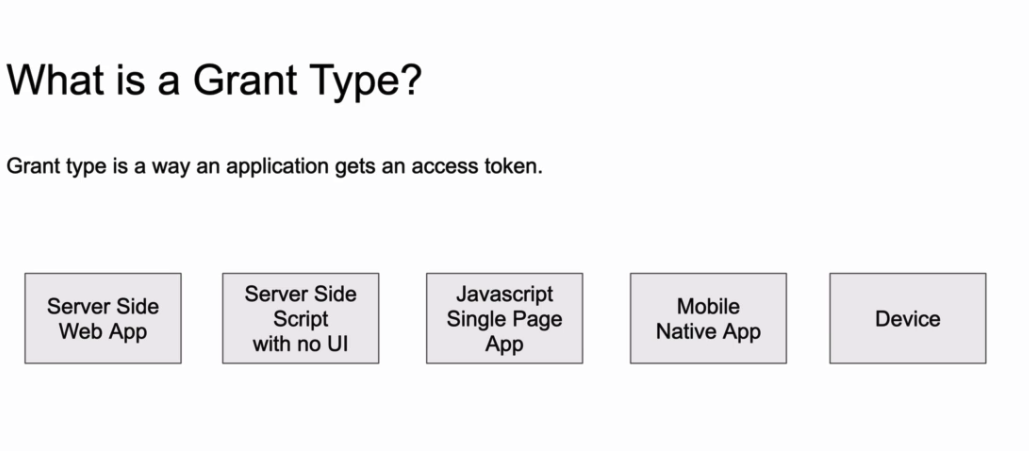 What is a Grant Type?
Grant type is a way an application gets an access token.
Server Side
Web App
Server Side
Script
with no UI
Javascript
Single Page
App
Mobile
Native App
Device